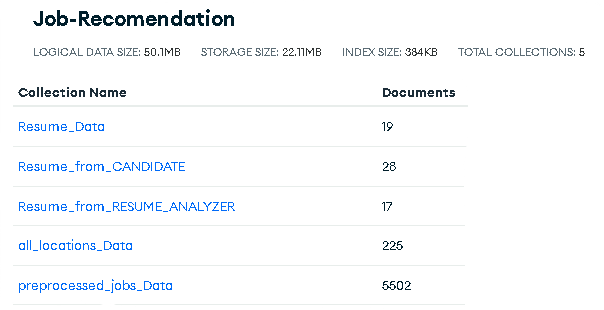 Job-Recomendation
LOGICAL DATA SIZE: 50.1MB STORAGE SIZE: 22.11MB INDEX SIZE: 384KB TOTAL COLLECTIONS: 5
Collection Name Documents
Resume_Data 19
Resume_from_CANDIDATE 28
Resume_from_RESUME_ANALYZER 17
all_locations_Data 225
preprocessed_jobs_Data 5502